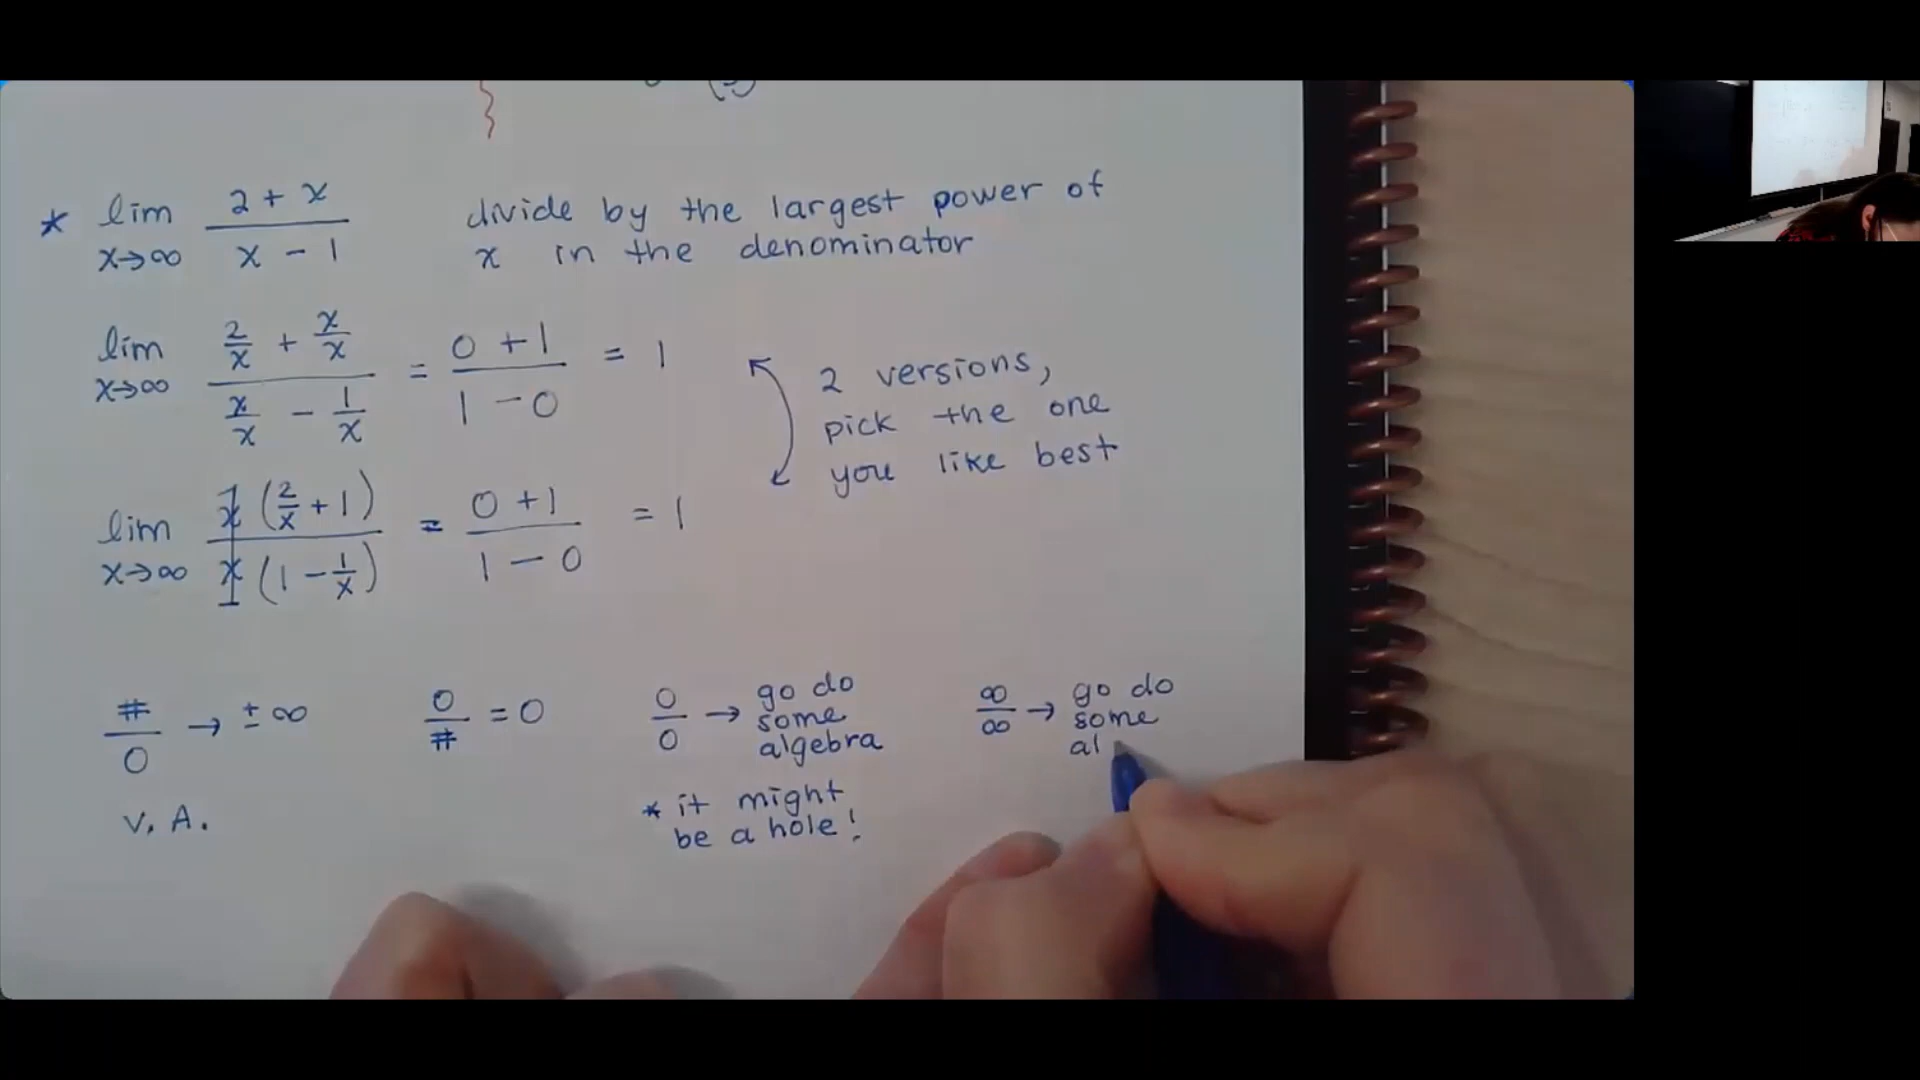 * lim x→∞ (2 + x)/(x - 1) divide by the largest power of
x in the denominator
lim x→∞ (2/x + x/x)/(x/x - 1/x) = (0 + 1)/(1 - 0) = 1
2 versions,
pick the one
you like best
lim x→∞ x(2/x + 1)/x(1 - 1/x) = (0 + 1)/(1 - 0) = 1
#/0 → ± ∞
V.A.
0/# = 0
0/0 → go do
some
algebra
* it might
be a hole!
∞/∞ → go do
some
al